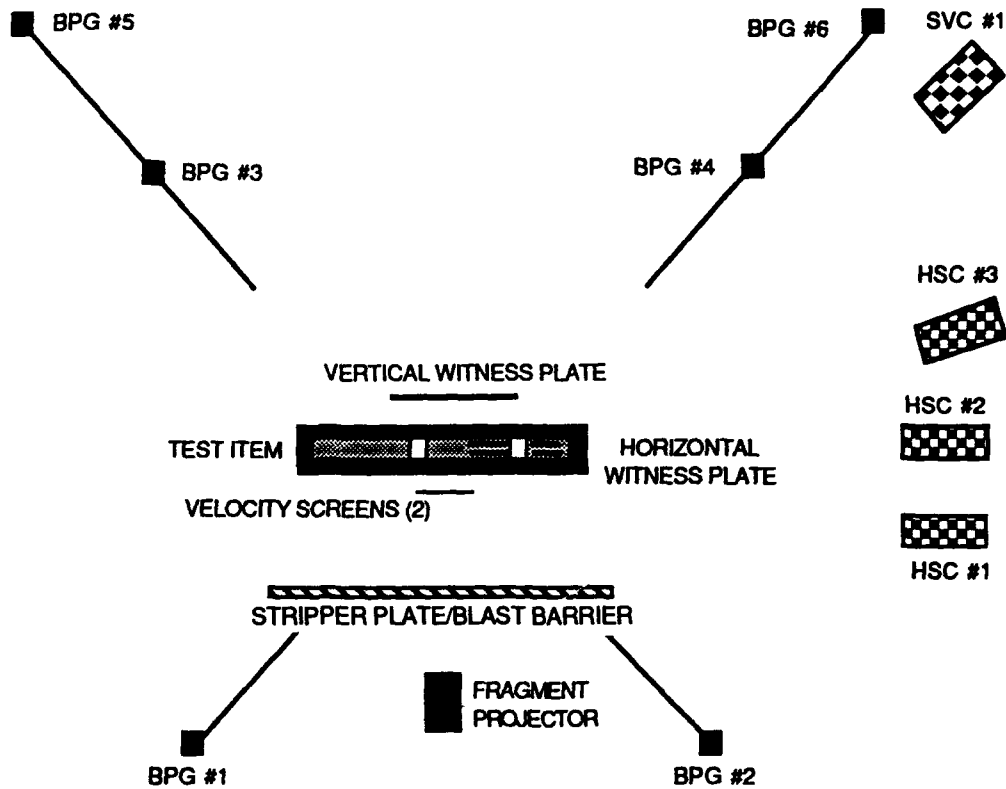 BPG #5
BPG #6
SVC #1
BPG #3
BPG #4
HSC #3
VERTICAL WITNESS PLATE
HSC #2
TEST ITEM
HORIZONTAL
WITNESS PLATE
VELOCITY SCREENS (2)
HSC #1
STRIPPER PLATE/BLAST BARRIER
FRAGMENT
PROJECTOR
BPG #1
BPG #2